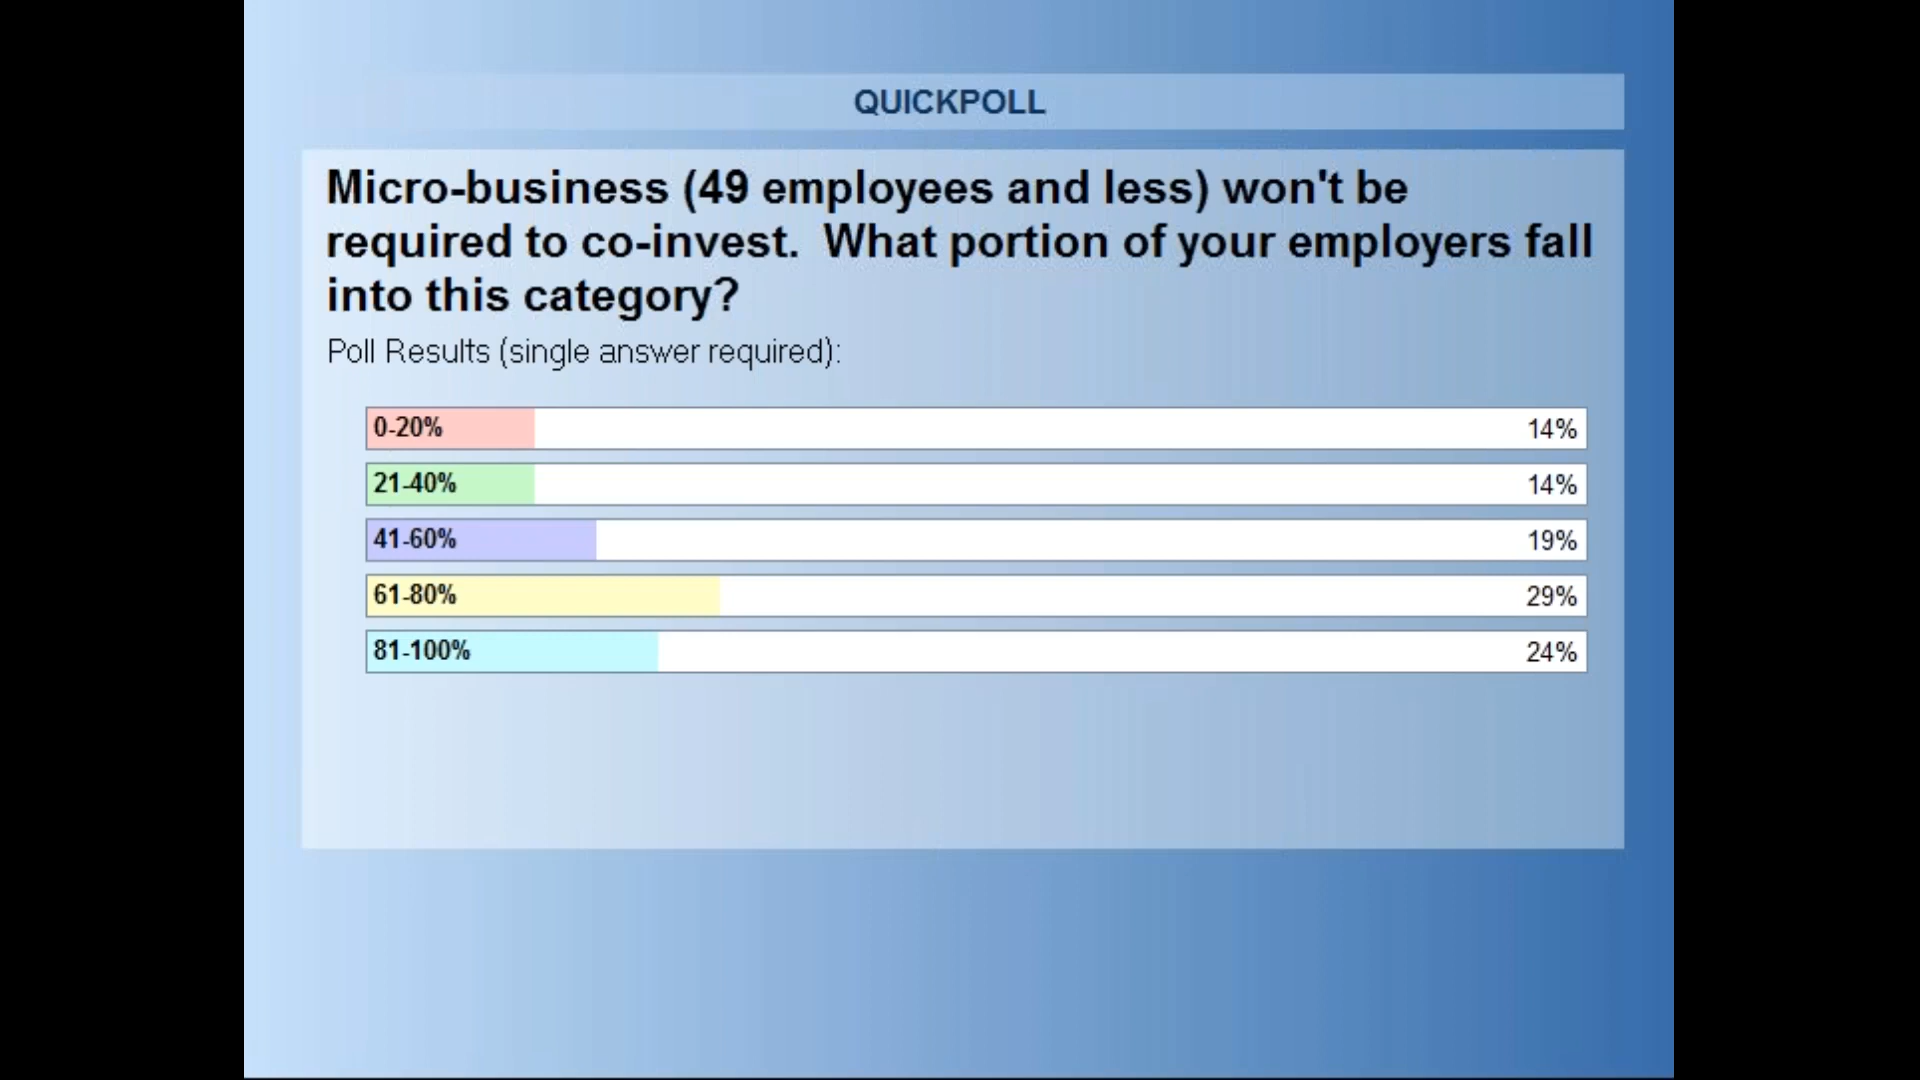 QUICKPOLL
Micro-business (49 employees and less) won't be
required to co-invest.  What portion of your employers fall
into this category?
Poll Results (single answer required):
0-20% 14%
21-40% 14%
41-60% 19%
61-80% 29%
81-100% 24%